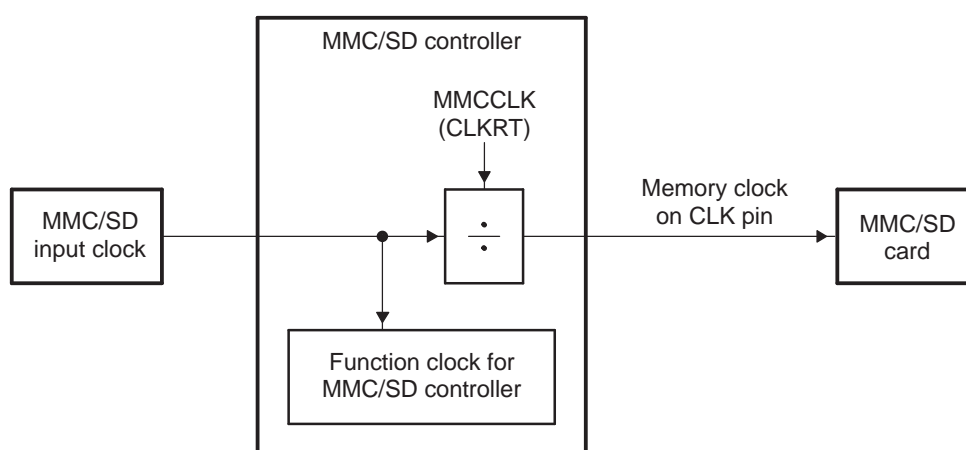 MMC/SD controller
MMCCLK
(CLKRT)
MMC/SD
input clock
Memory clock
on CLK pin
MMC/SD
card
Function clock for
MMC/SD controller